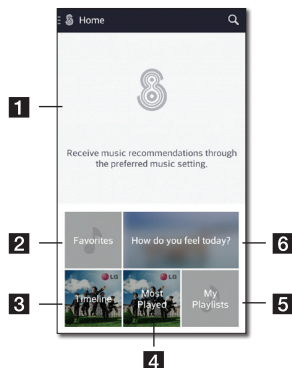 Home
1
Receive music recommendations through
the preferred music setting.
2
Favorites
How do you feel today?
6
3
LG
Timeline
LG
Most
Played
My
Playlists
5
4